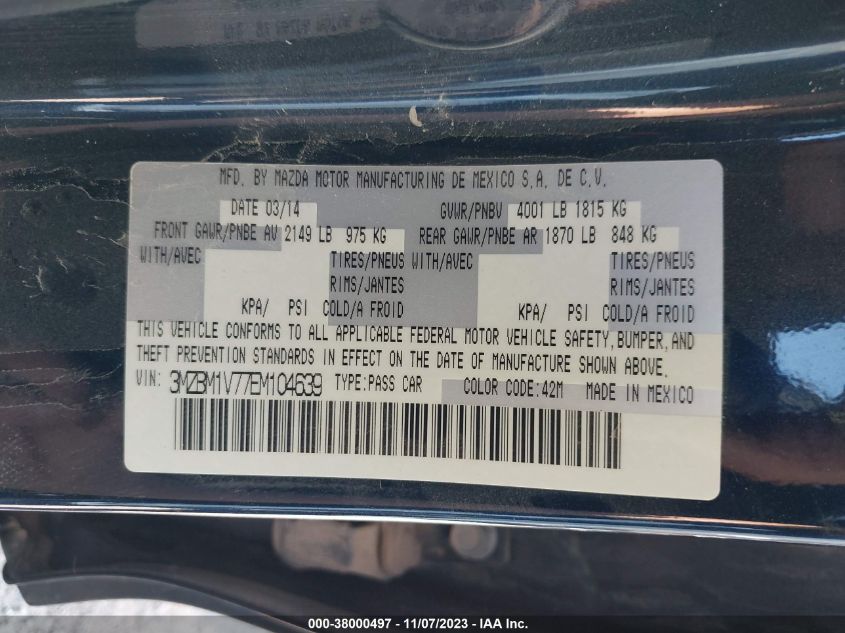 MFD. BY MAZDA MOTOR MANUFACTURING DE MEXICO S.A. DE C.V.
DATE 03/14 GVWR/PNBV 4001 LB 1815 KG
FRONT GAWR/PNBE AV 2149 LB 975 KG REAR GAWR/PNBE AR 1870 LB 848 KG
WITH/AVEC TIRES/PNEUS WITH/AVEC TIRES/PNEUS
RIMS/JANTES RIMS/JANTES
KPA/ PSI COLD/A FROID KPA/ PSI COLD/A FROID
THIS VEHICLE CONFORMS TO ALL APPLICABLE FEDERAL MOTOR VEHICLE SAFETY, BUMPER, AND
THEFT PREVENTION STANDARDS IN EFFECT ON THE DATE OF MANUFACTURE SHOWN ABOVE.
VIN: 3MZBM1V77EM104639 TYPE:PASS CAR COLOR CODE:42M MADE IN MEXICO
000-38000497 - 11/07/2023 - IAA Inc.